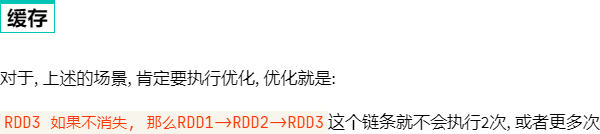 缓存
对于, 上述的场景, 肯定要执行优化, 优化就是:
RDD3 如果不消失, 那么RDD1->RDD2->RDD3 这个链条就不会执行2次, 或者更多次